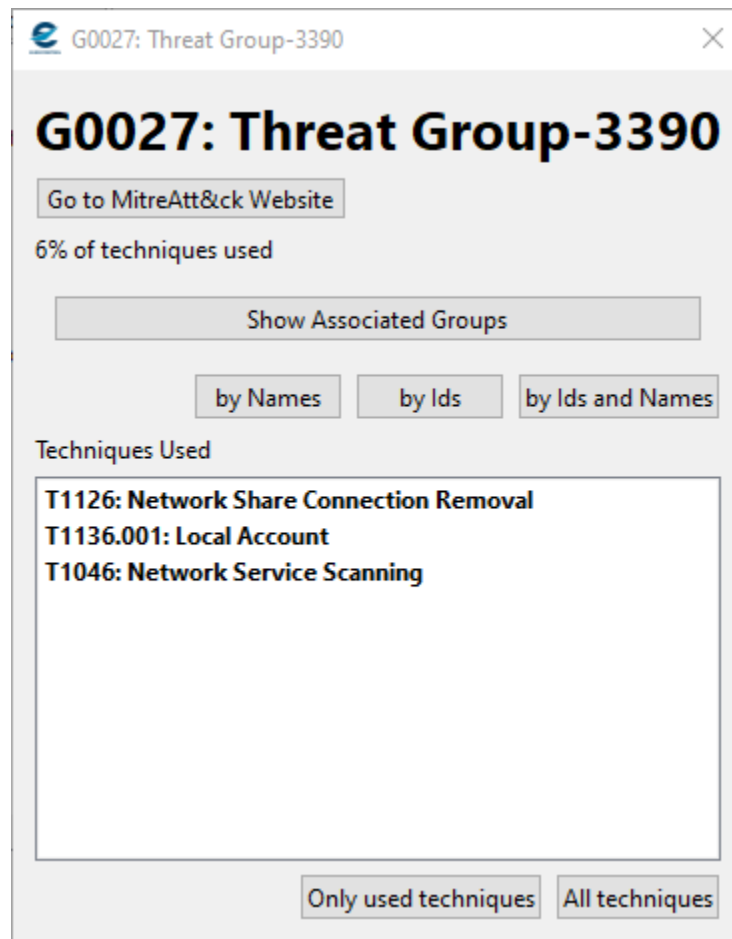 G0027: Threat Group-3390
G0027: Threat Group-3390
Go to MitreAtt&ck Website
6% of techniques used
Show Associated Groups
by Names by Ids by Ids and Names
Techniques Used
T1126: Network Share Connection Removal
T1136.001: Local Account
T1046: Network Service Scanning
Only used techniques All techniques